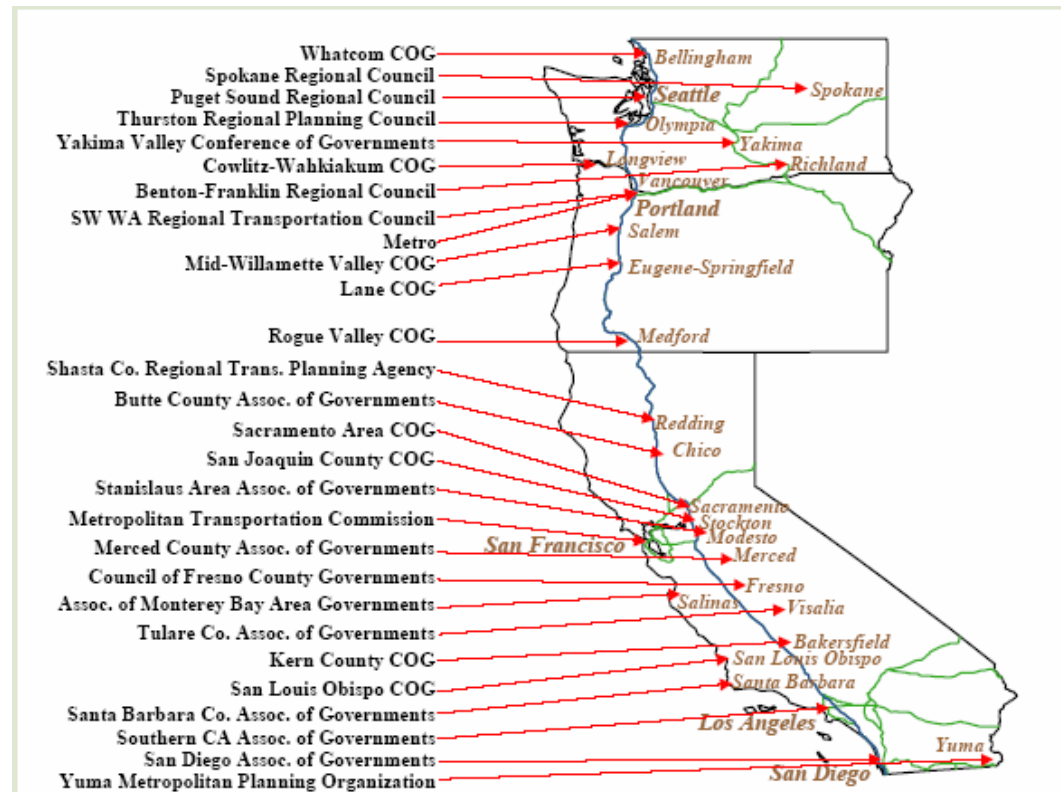 Whatcom COG
Spokane Regional Council
Puget Sound Regional Council
Thurston Regional Planning Council
Yakima Valley Conference of Governments
Cowlitz-Wahkiakum COG
Benton-Franklin Regional Council
SW WA Regional Transportation Council
Metro
Mid-Willamette Valley COG
Lane COG
Rogue Valley COG
Shasta Co. Regional Trans. Planning Agency
Butte County Assoc. of Governments
Sacramento Area COG
San Joaquin County COG
Stanislaus Area Assoc. of Governments
Metropolitan Transportation Commission
Merced County Assoc. of Governments
Council of Fresno County Governments
Assoc. of Monterey Bay Area Governments
Tulare Co. Assoc. of Governments
Kern County COG
San Louis Obispo COG
Santa Barbara Co. Assoc. of Governments
Southern CA Assoc. of Governments
San Diego Assoc. of Governments
Yuma Metropolitan Planning Organization
Bellingham
Spokane
Seattle
Olympia
Yakima
Longview
Richland
Vancouver
Portland
Salem
Eugene-Springfield
Medford
Redding
Chico
Sacramento
Stockton
Modesto
San Francisco
Merced
Fresno
Salinas
Visalia
Bakersfield
San Louis Obispo
Santa Barbara
Los Angeles
Yuma
San Diego